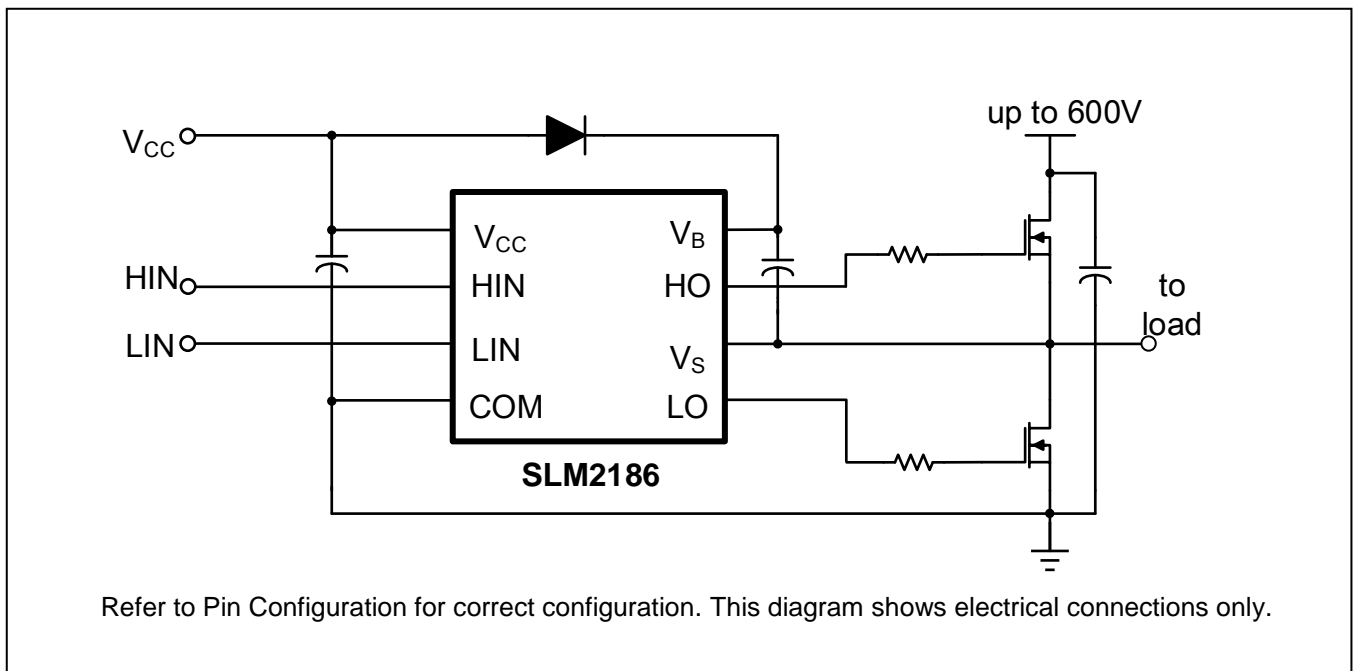 up to 600V
VCC
VCC
VB
HIN
HIN
HO
to
load
LIN
LIN
VS
COM
LO
SLM2186
Refer to Pin Configuration for correct configuration. This diagram shows electrical connections only.